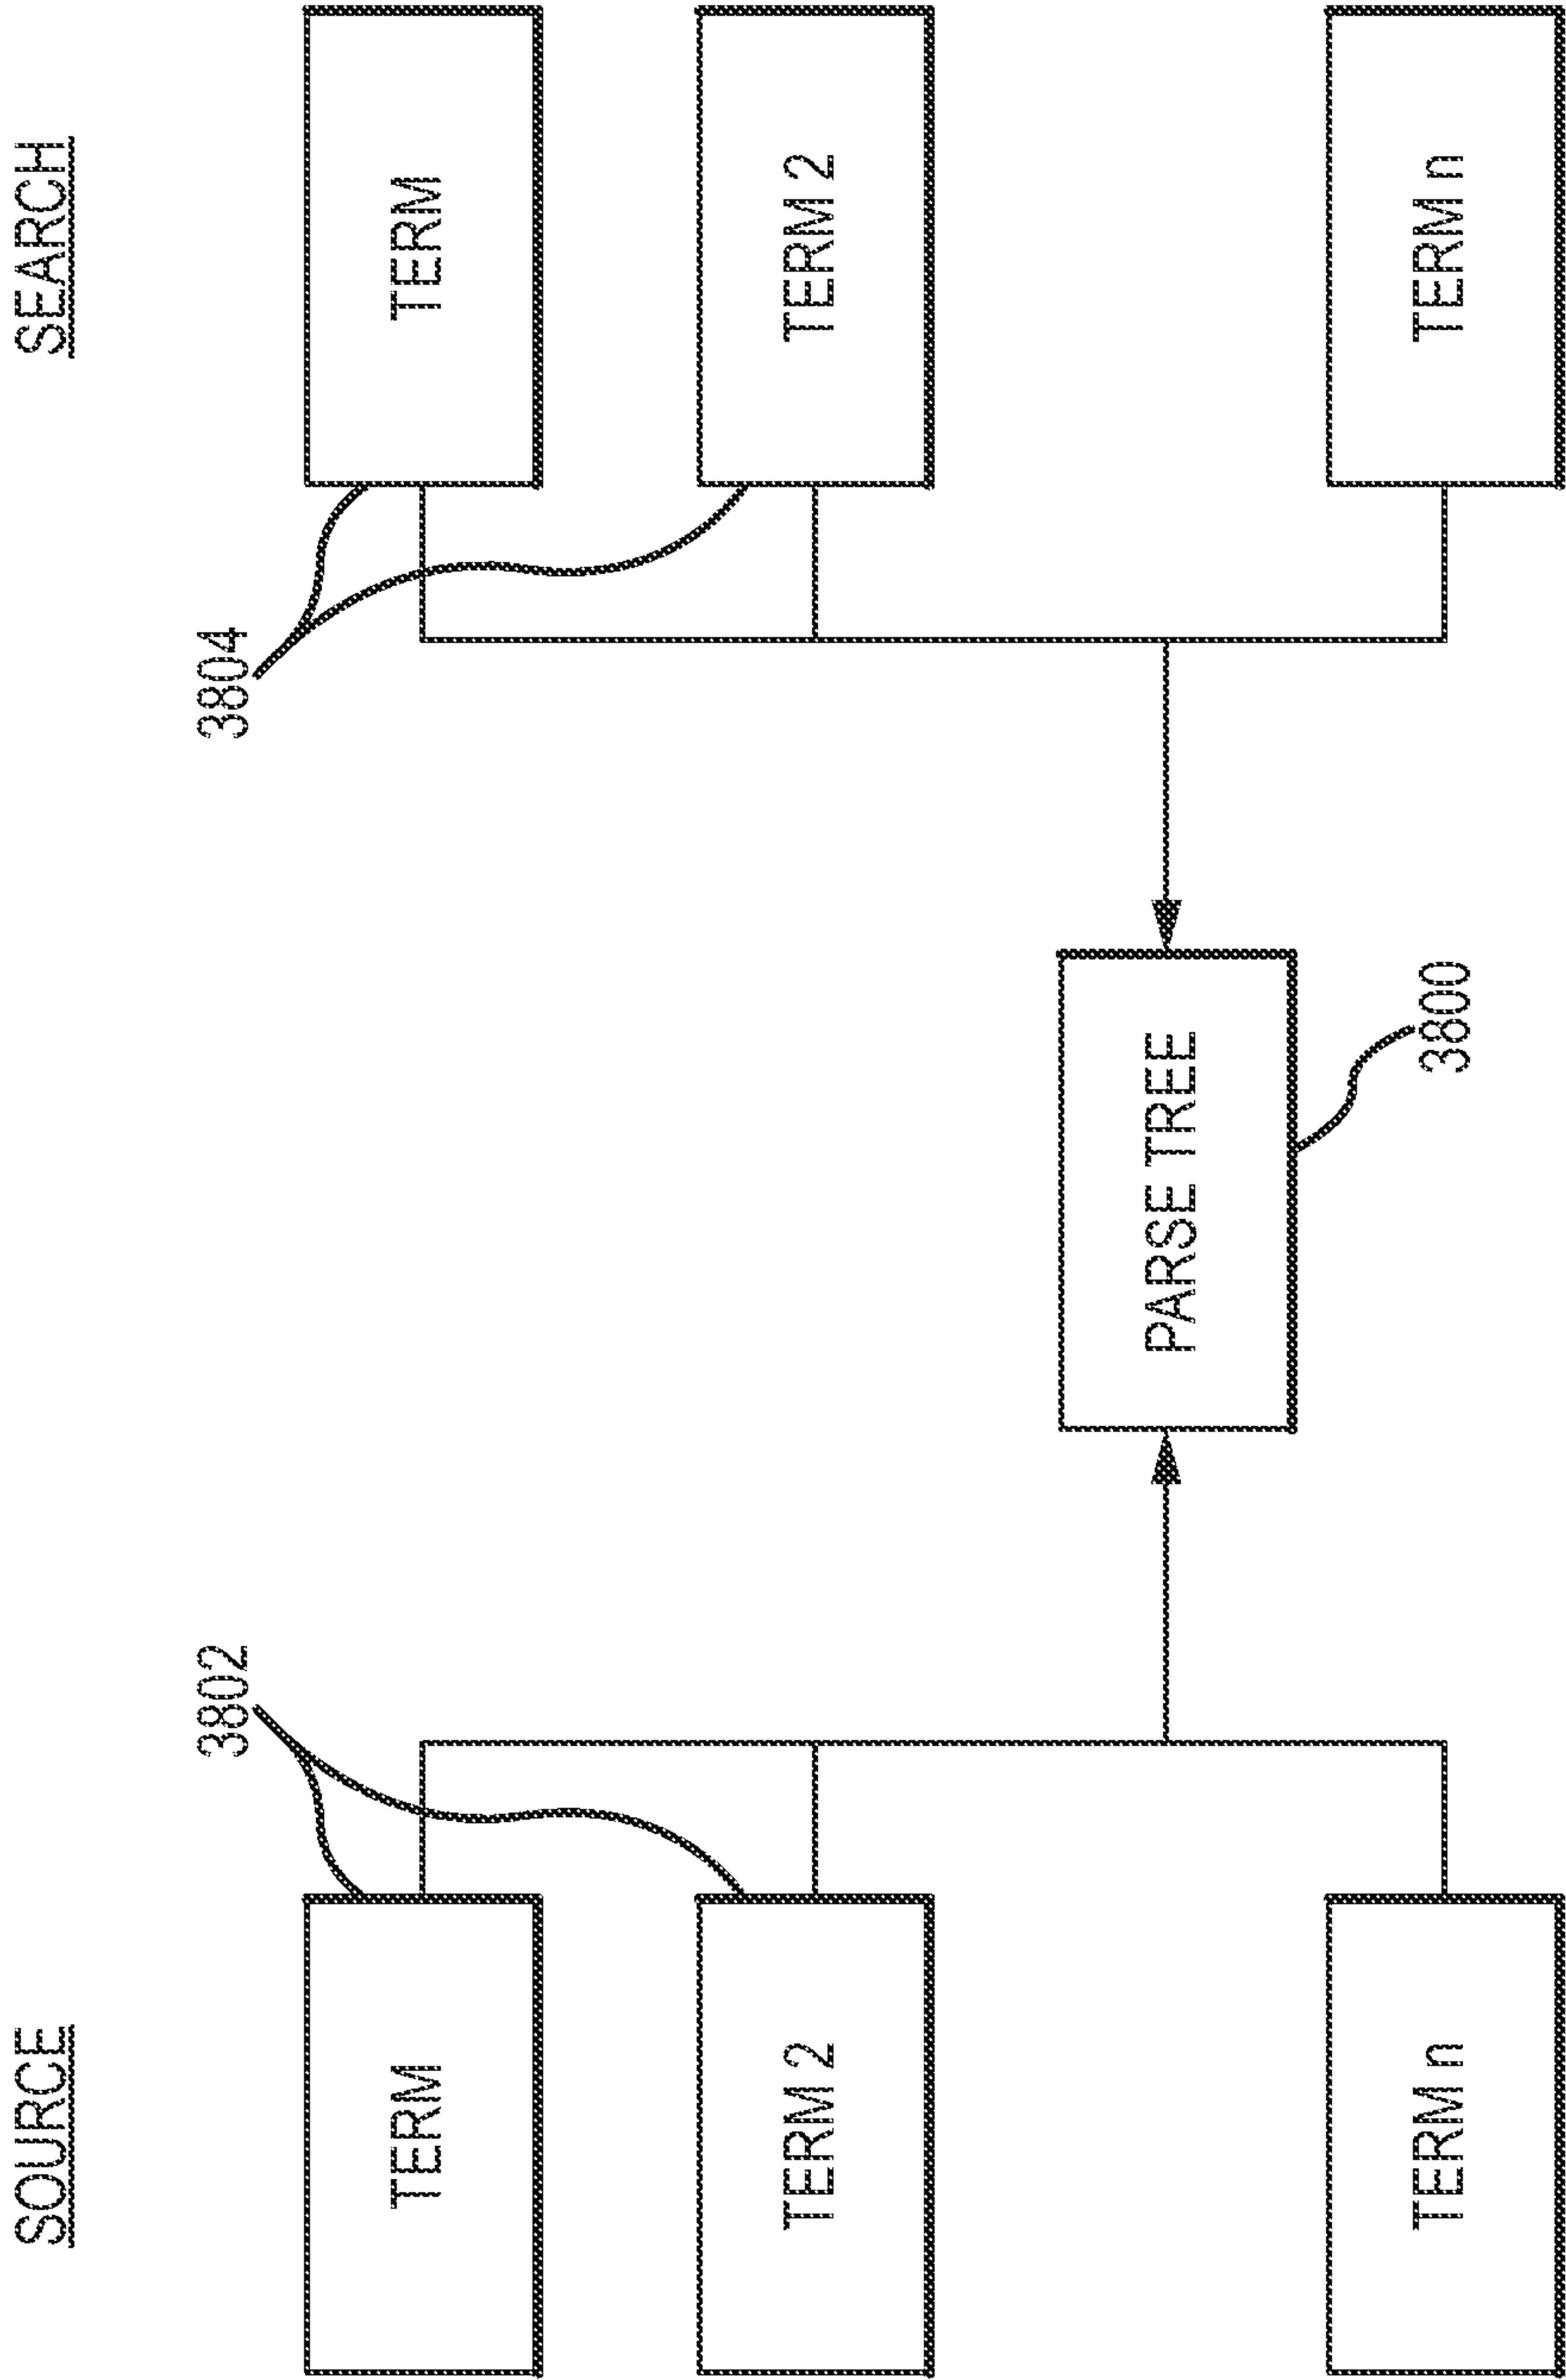 SOURCE
SEARCH
3802
3804
TERM
TERM
TERM 2
TERM 2
PARSE TREE
TERM n
TERM n
3800